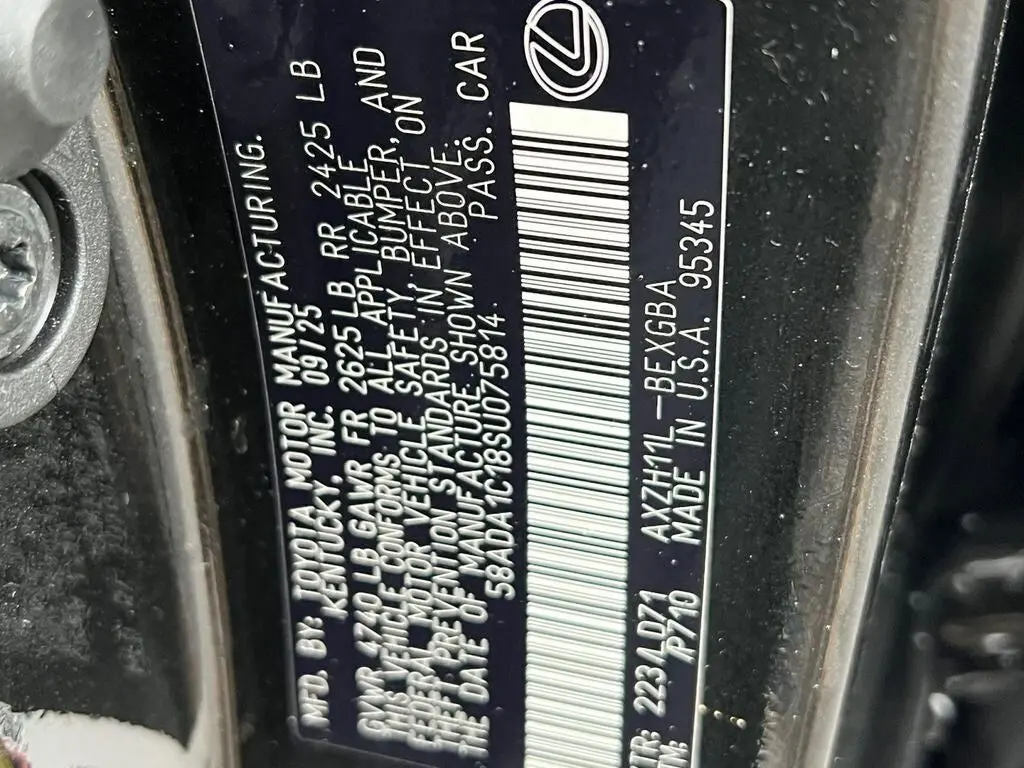 MFD. BY: TOYOTA MOTOR MANUFACTURING.
KENTUCKY. INC. 09/25
GVWR 4740 LB GAWR FR 2625 LB RR 2425 LB
THIS VEHICLE CONFORMS TO ALL APPLICABLE
FEDERAL MOTOR VEHICLE SAFETY, BUMPER, AND
THEFT PREVENTION STANDARDS IN EFFECT ON
THE DATE OF MANUFACTURE SHOWN ABOVE.
58ADA1C18SU075814 PASS. CAR
/TR: 223/LD71 AXZH11L-BEXGBA
TM: /P710 MADE IN U.S.A. 95345